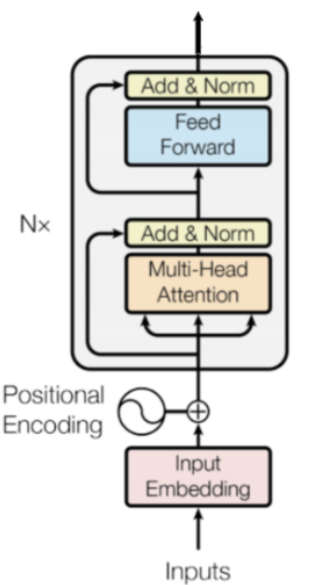 Add & Norm
Feed
Forward
Nx
Add & Norm
Multi-Head
Attention
Positional
Encoding
Input
Embedding
Inputs